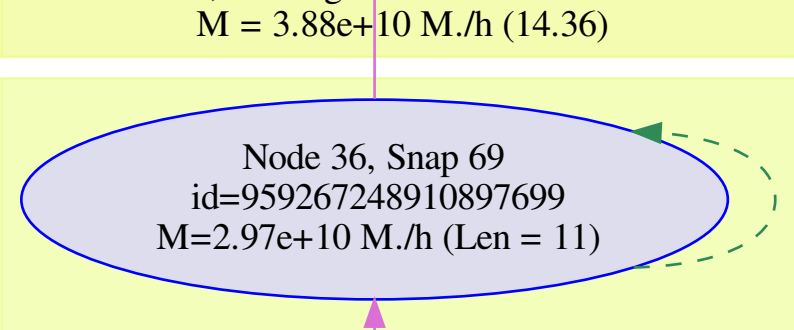 M = 3.88e+10 M./h (14.36)
Node 36, Snap 69
id=959267248910897699
M=2.97e+10 M./h (Len = 11)